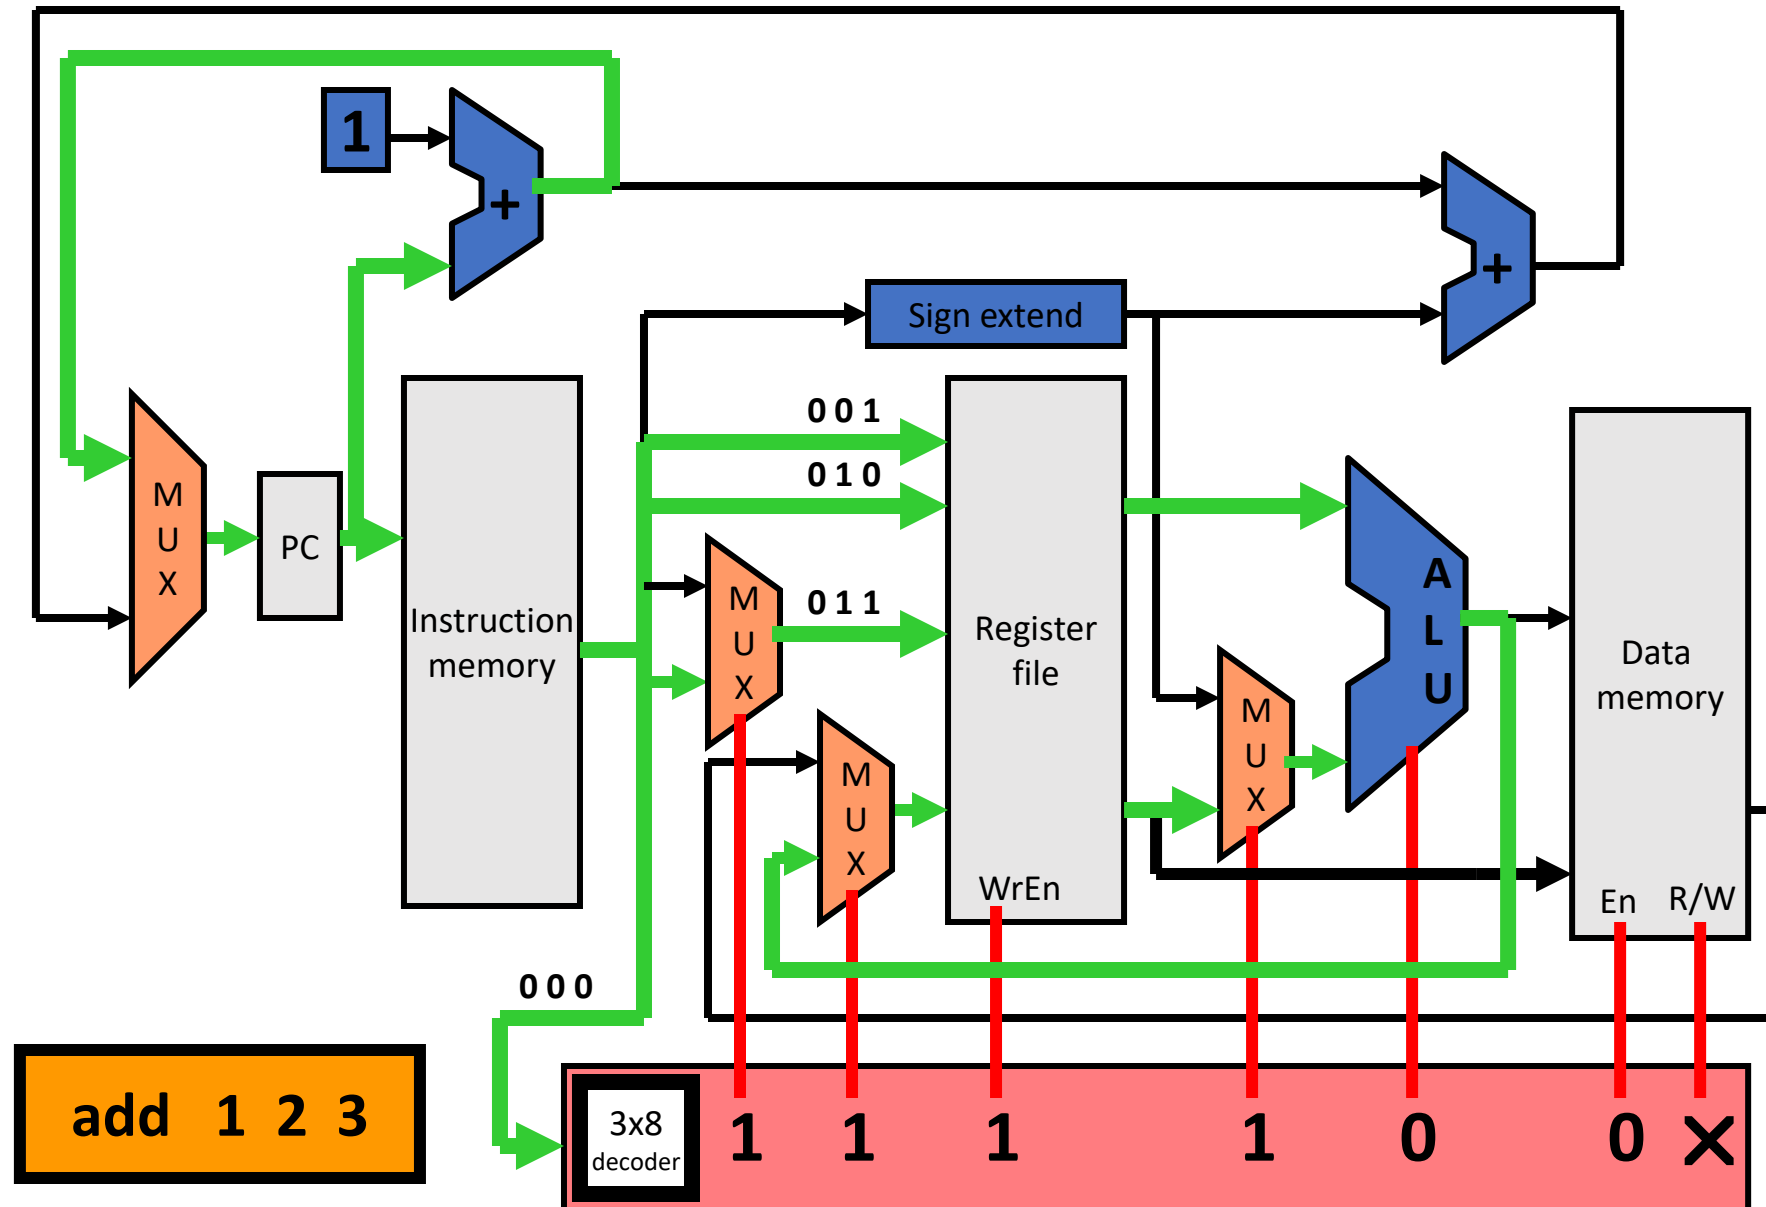 1
+
+
Sign extend
0 0 1
0 1 0
M
U
X
PC
Instruction
memory
M
U
X
0 1 1
Register
file
A
L
U
Data
memory
M
U
X
M
U
X
WrEn
En
R/W
0 0 0
add 1 2 3
3x8
decoder
1 1 1 1 0 0 X